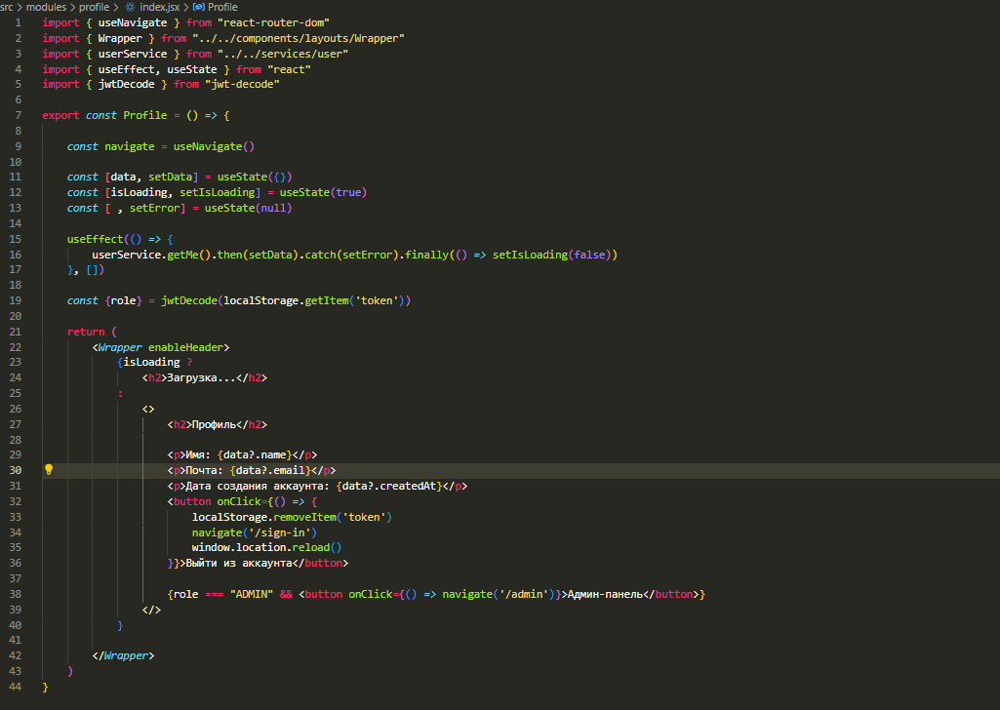 src > modules > profile > index.jsx > Profile
1 import { useNavigate } from "react-router-dom"
2 import { Wrapper } from "../../components/layouts/Wrapper"
3 import { userService } from "../../services/user"
4 import { useEffect, useState } from "react"
5 import { jwtDecode } from "jwt-decode"
6
7 export const Profile = () => {
8
9 const navigate = useNavigate()
10
11 const [data, setData] = useState({})
12 const [isLoading, setIsLoading] = useState(true)
13 const [ , setError] = useState(null)
14
15 useEffect(() => {
16 userService.getMe().then(setData).catch(setError).finally(() => setIsLoading(false))
17 }, [])
18
19 const {role} = jwtDecode(localStorage.getItem('token'))
20
21 return (
22 <Wrapper enableHeader>
23 {isLoading ?
24 <h2>Загрузка...</h2>
25 :
26 <>
27 <h2>Профиль</h2>
28
29 <p>Имя: {data?.name}</p>
30 <p>Почта: {data?.email}</p>
31 <p>Дата создания аккаунта: {data?.createdAt}</p>
32 <button onClick={() => {
33 localStorage.removeItem('token')
34 navigate('/sign-in')
35 window.location.reload()
36 }}>Выйти из аккаунта</button>
37
38 {role === "ADMIN" && <button onClick={() => navigate('/admin')}>Админ-панель</button>}
39 </>
40 }
41
42 </Wrapper>
43 )
44 }